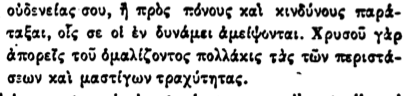 οὐδενείας σου, ἢ πρὸς πόνους καὶ κινδύνους παρά-
ταξαι, οἷς σε οἱ ἐν δυνάμει ἀμείψονται. Χρυσοῦ γὰρ
ἀπορεῖς τοῦ ὁμαλίζοντος πολλάκις τὰς τῶν περιστά-
σεων καὶ μαστίγων τραχύτητας.